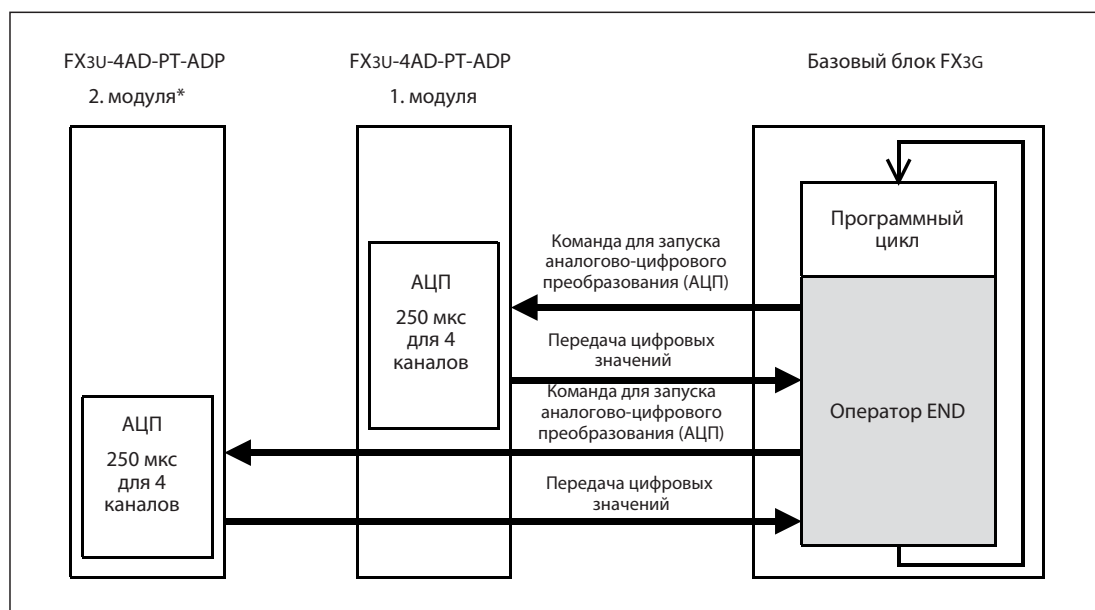 FX3U-4AD-PT-ADP
2. модуля*
FX3U-4AD-PT-ADP
1. модуля
Базовый блок FX3G
Программный
цикл
Команда для запуска
аналогово-цифрового
преобразования (АЦП)
АЦП
250 мкс
для 4
каналов
Передача цифровых
значений
Оператор END
Команда для запуска
аналогово-цифрового
преобразования (АЦП)
АЦП
250 мкс
для 4
каналов
Передача цифровых
значений